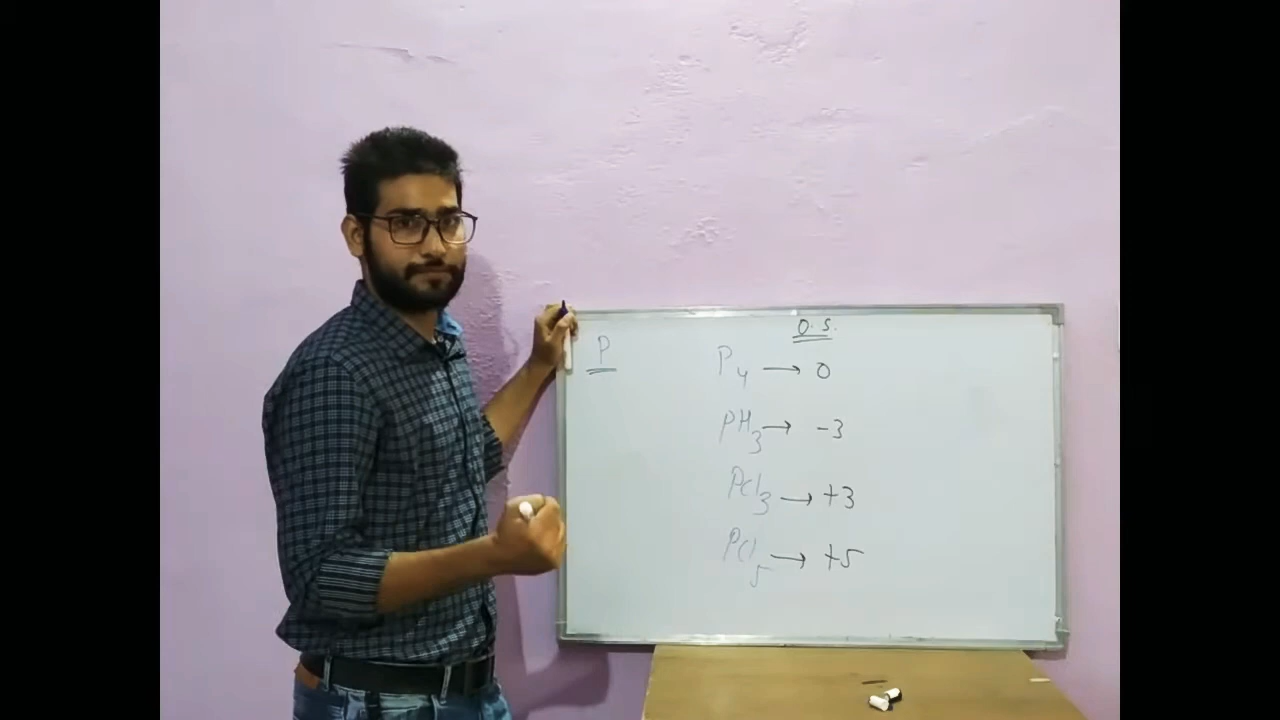 P
O.S.
P4 → 0
PH3 → -3
PCl3 → +3
PCl5 → +5